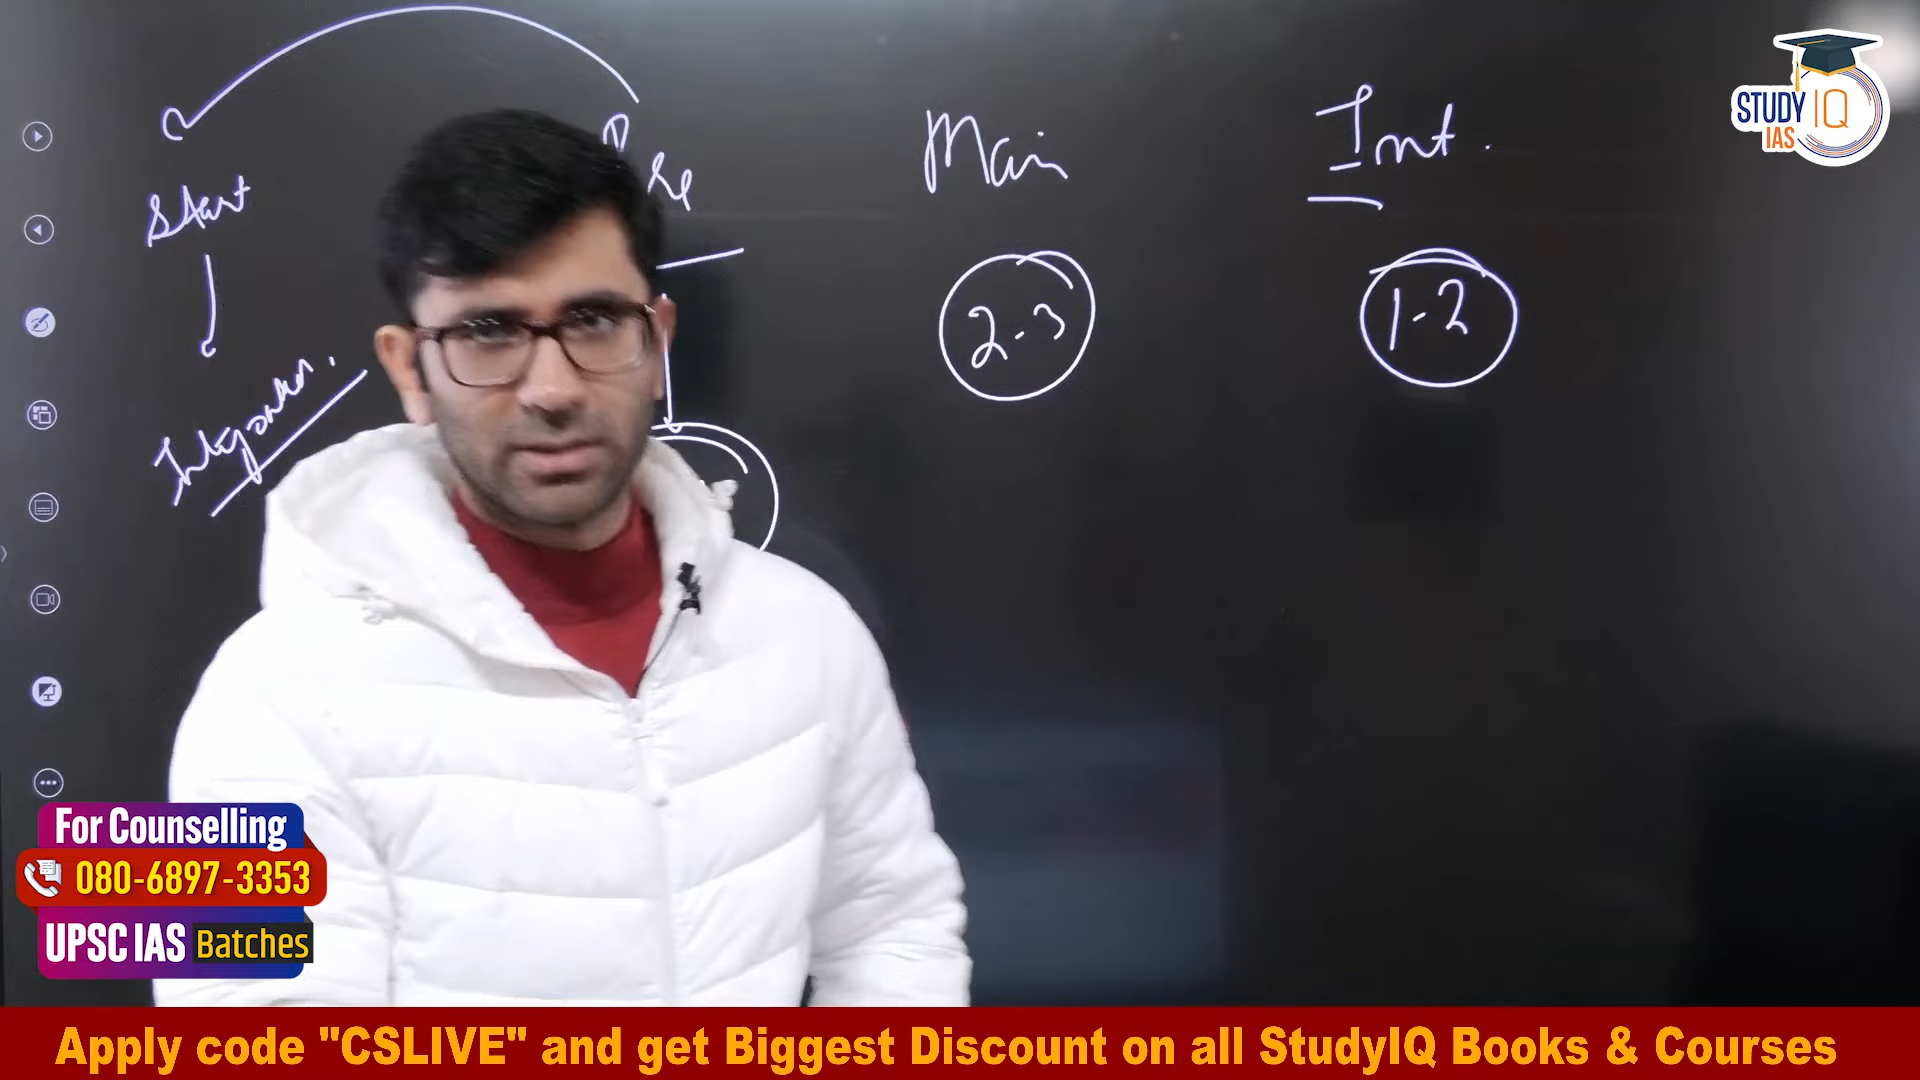 STUDY IQ
IAS
Pre
Main
Int.
Start
2-3
1-2
For Counselling
080-6897-3353
UPSC IAS Batches
Apply code "CSLIVE" and get Biggest Discount on all StudyIQ Books & Courses